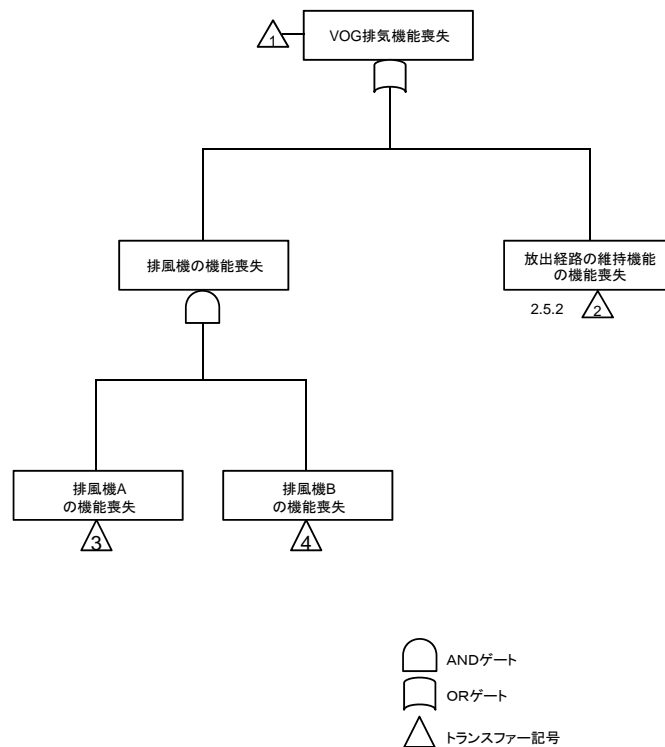 1
VOG排気機能喪失
排風機の機能喪失
放出経路の維持機能
の機能喪失
2.5.2
2
排風機A
の機能喪失
排風機B
の機能喪失
3
4
ANDゲート
ORゲート
トランスファー記号